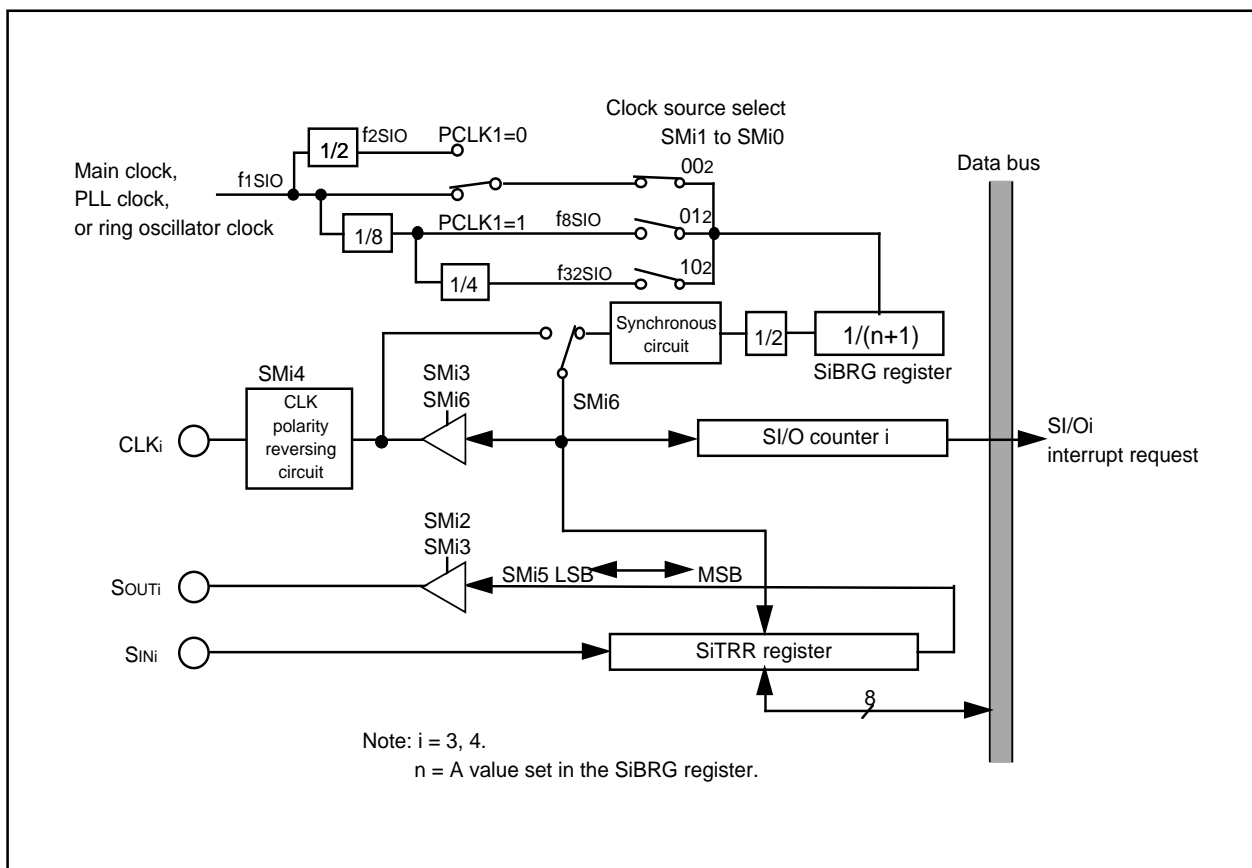 Clock source select
SMi1 to SMi0
1/2
f2SIO
PCLK1=0
Main clock,
PLL clock,
or ring oscillator clock
f1SIO
002
Data bus
1/8
PCLK1=1
f8SIO
012
1/4
f32SIO
102
Synchronous
circuit
1/2
1/(n+1)
SiBRG register
SMi4
CLK
polarity
reversing
circuit
SMi3
SMi6
SMi6
CLKi
SI/O counter i
SI/Oi
interrupt request
SMi2
SMi3
SMi5 LSB
MSB
SOUTi
SINi
SiTRR register
8
Note: i = 3, 4.
n = A value set in the SiBRG register.